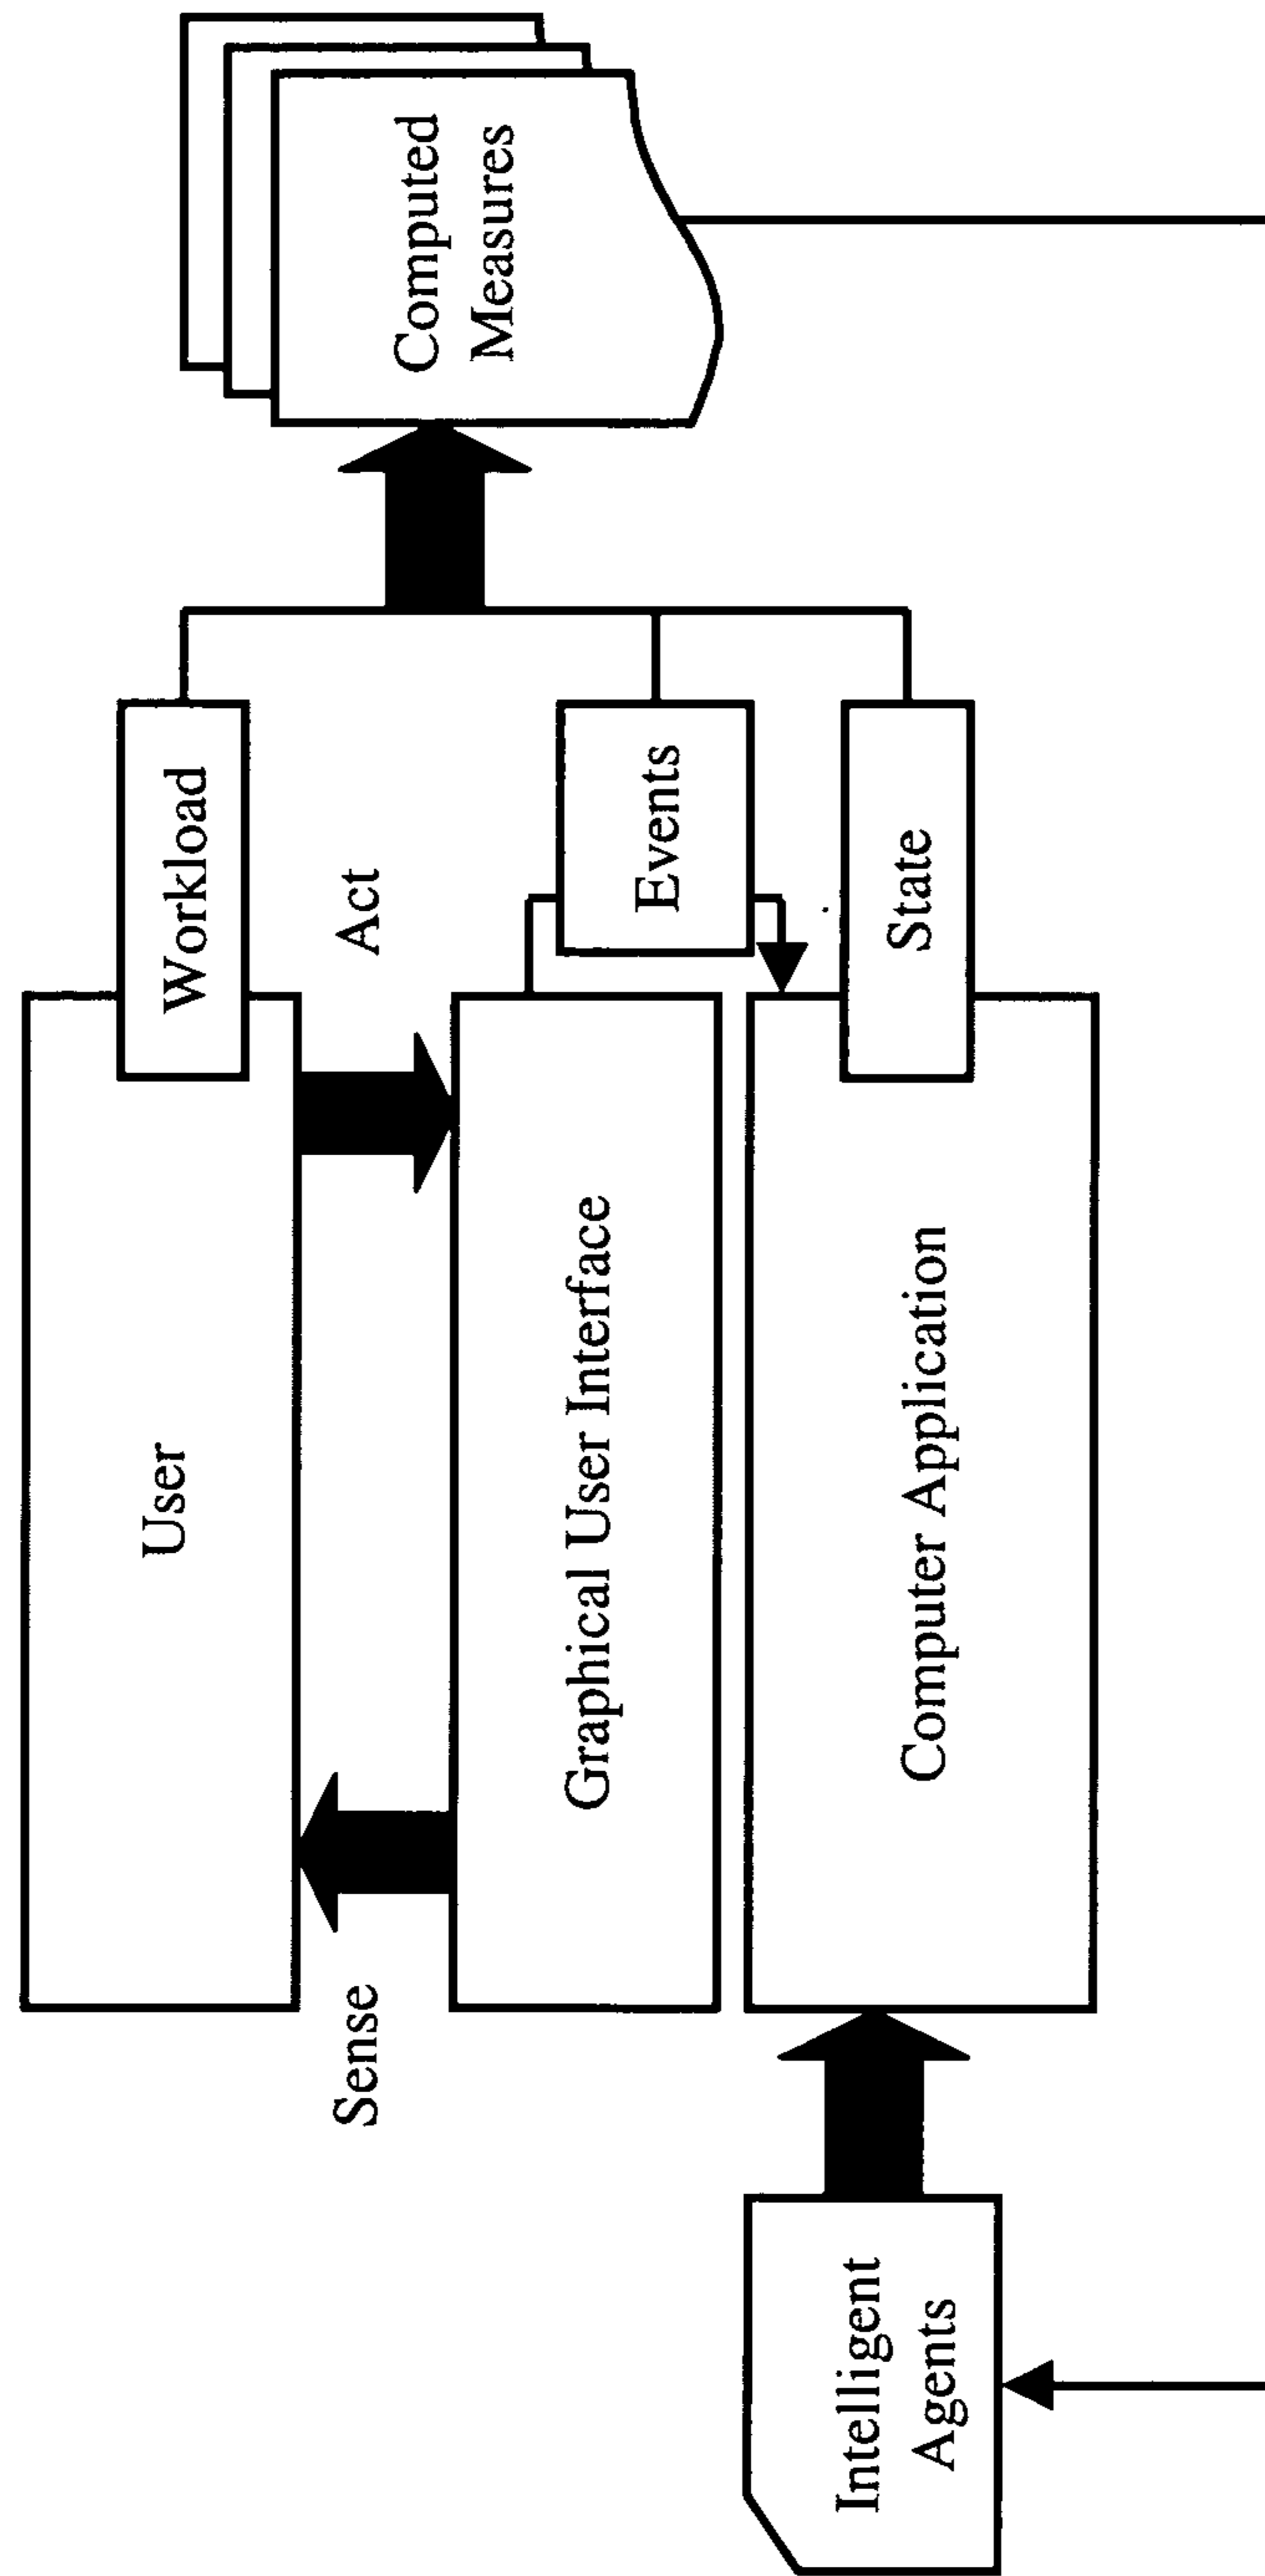 User
Workload
Sense
Act
Graphical User Interface
Events
Computed
Measures
Computer Application
State
Intelligent
Agents